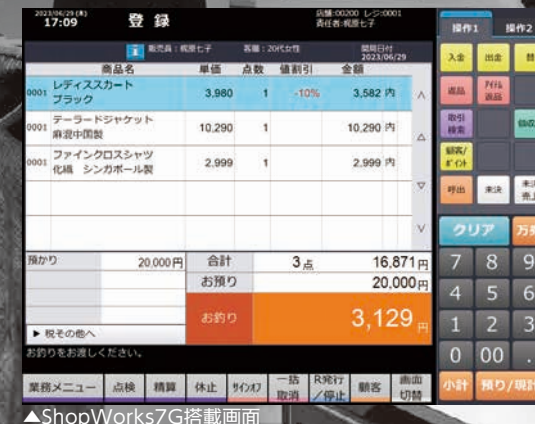 2023/06/29(木)
17:09
登 録
店舗:00200 レジ:0001
責任者:梶原七子
操作1
操作2
販売員:梶原七子
客層:20代女性
開局日付
2023/06/29
商品名 単価 点数 値割引 金額
0001 レディススカート
ブラック
3,980 1 -10% 3,582 内
0001 テーラードジャケット
麻混中国製
10,290 1 10,290 内
0001 ファインクロスシャツ
化繊 シンガポール製
2,999 1 2,999 内
預かり 20,000円
合計 3点 16,871円
お預り 20,000円
お釣り 3,129円
▶ 税その他へ
お釣りをお渡しください。
業務メニュー 点検 精算 休止 サインオフ 一括取消 R発行/停止 顧客 画面切替
入金 出金
返品 アイテム返品
取引検索
顧客/ポイント
呼出 未決
クリア
7 8 9
4 5 6
1 2 3
0 00 .
小計 預り/現計
▲ShopWorks7G搭載画面